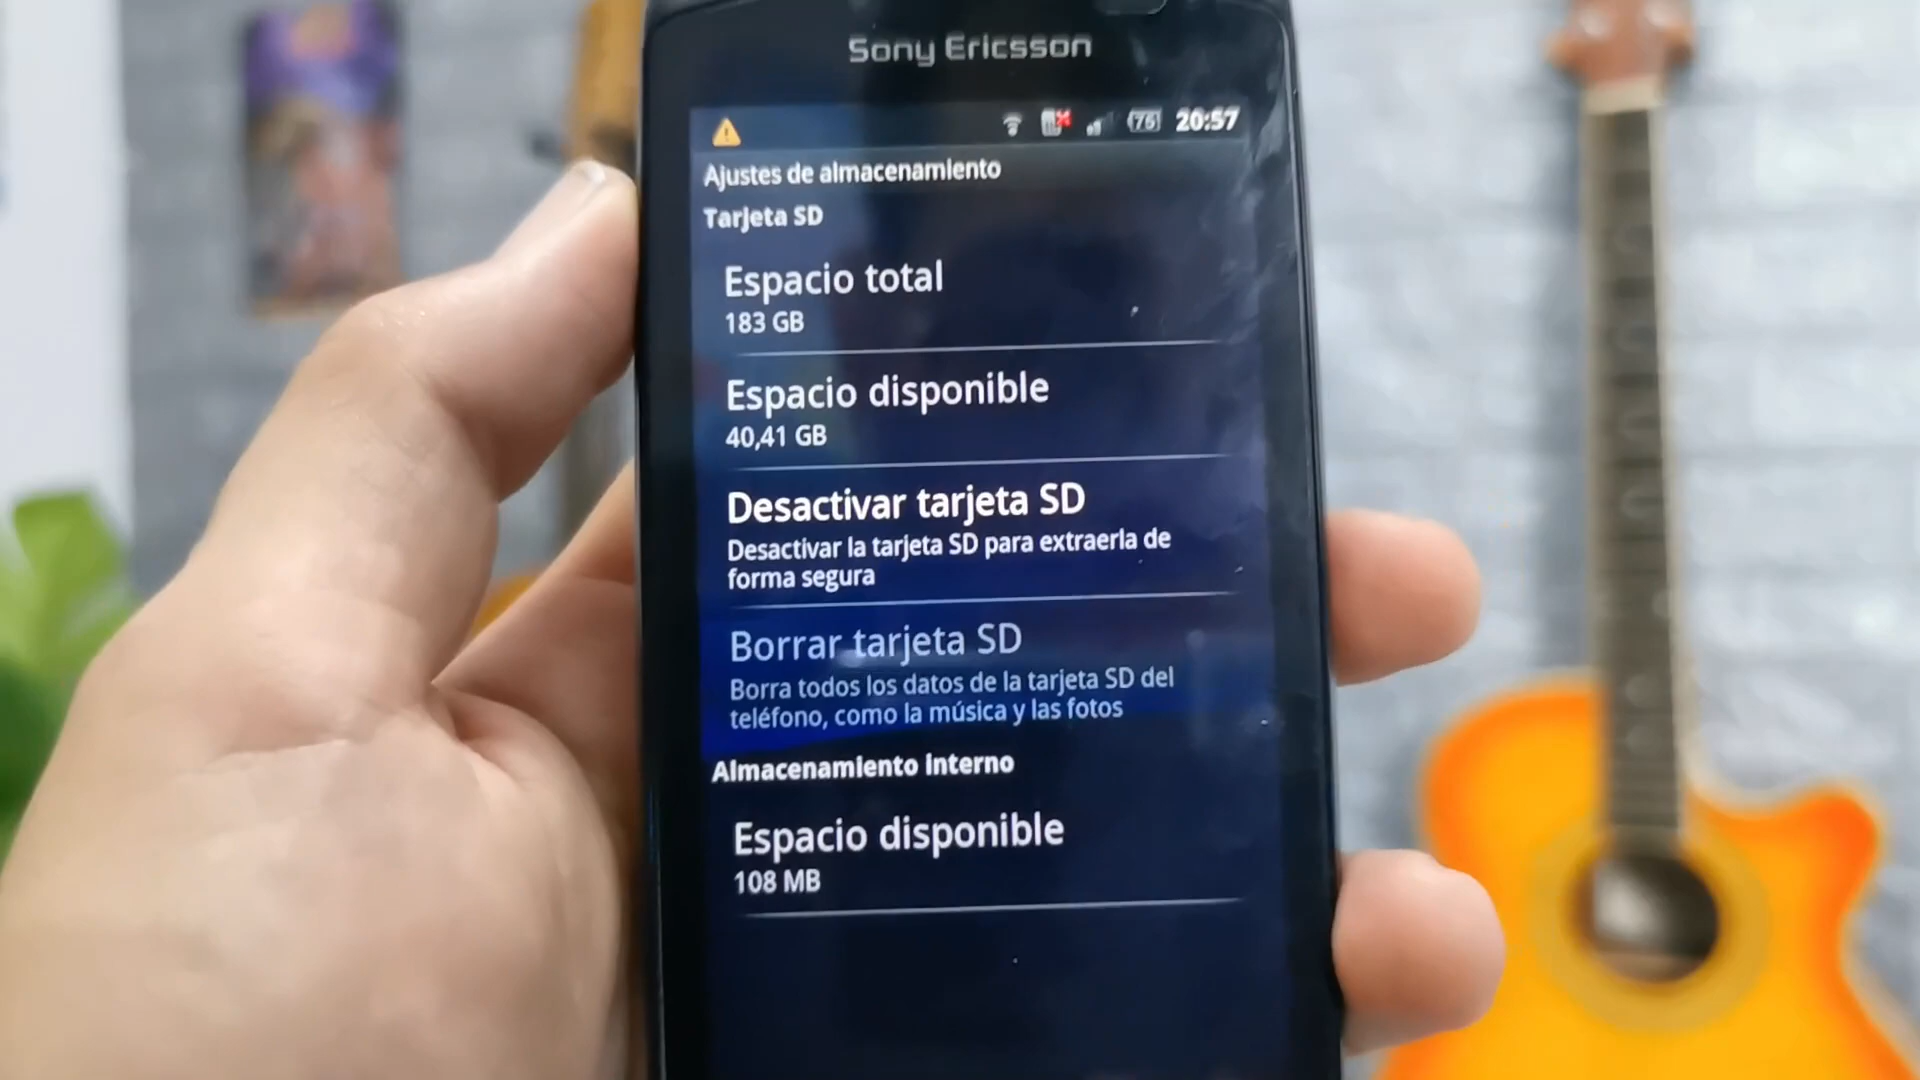 Sony Ericsson
75 20:57
Ajustes de almacenamiento
Tarjeta SD
Espacio total
183 GB
Espacio disponible
40,41 GB
Desactivar tarjeta SD
Desactivar la tarjeta SD para extraerla de
forma segura
Borrar tarjeta SD
Borra todos los datos de la tarjeta SD del
teléfono, como la música y las fotos
Almacenamiento interno
Espacio disponible
108 MB